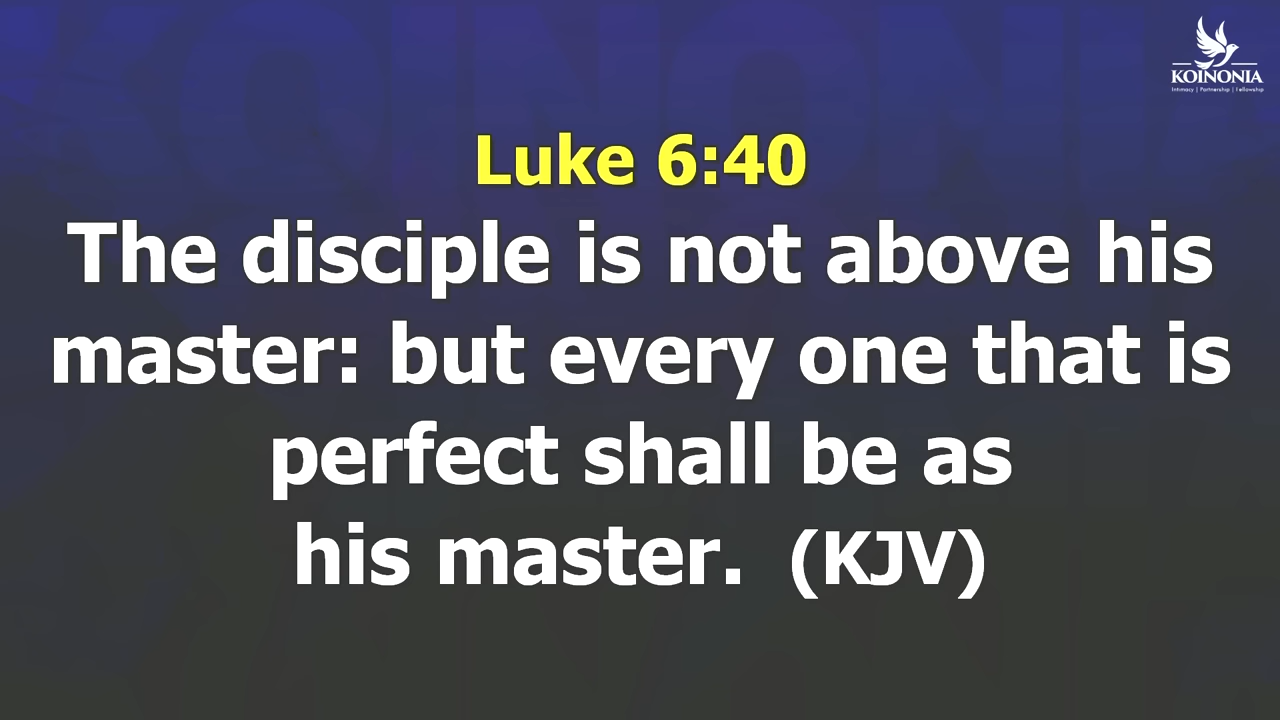 KOINONIA
Intimacy | Partnership | Fellowship
Luke 6:40
The disciple is not above his
master: but every one that is
perfect shall be as
his master. (KJV)